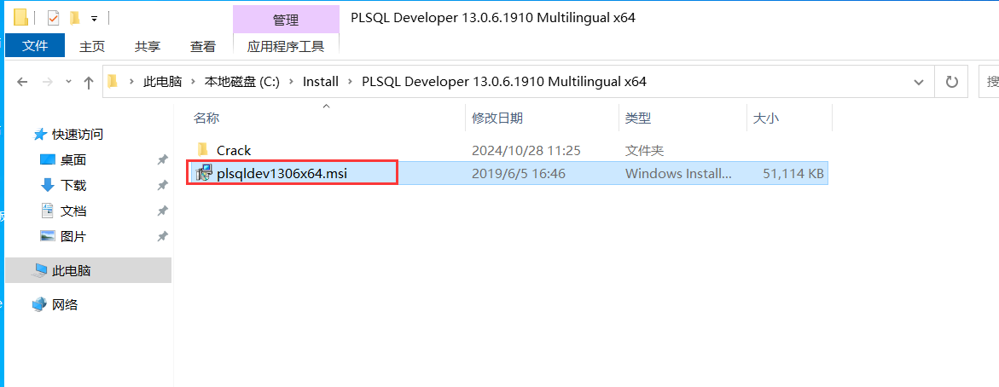 管理
PLSQL Developer 13.0.6.1910 Multilingual x64
文件 主页 共享 查看 应用程序工具
此电脑 本地磁盘 (C:) Install PLSQL Developer 13.0.6.1910 Multilingual x64
搜
名称 修改日期 类型 大小
快速访问
桌面
下载
文档
图片
此电脑
网络
Crack 2024/10/28 11:25 文件夹
plsqldev1306x64.msi 2019/6/5 16:46 Windows Install... 51,114 KB